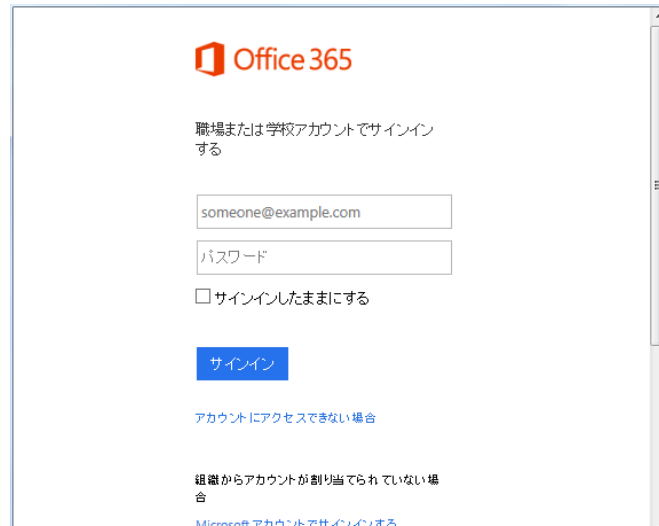 Office 365
職場または学校アカウントでサインイン
する
someone@example.com
パスワード
サインインしたままにする
サインイン
アカウントにアクセスできない場合
組織からアカウントが割り当てられていない場
合
Microsoft アカウントでサインインする